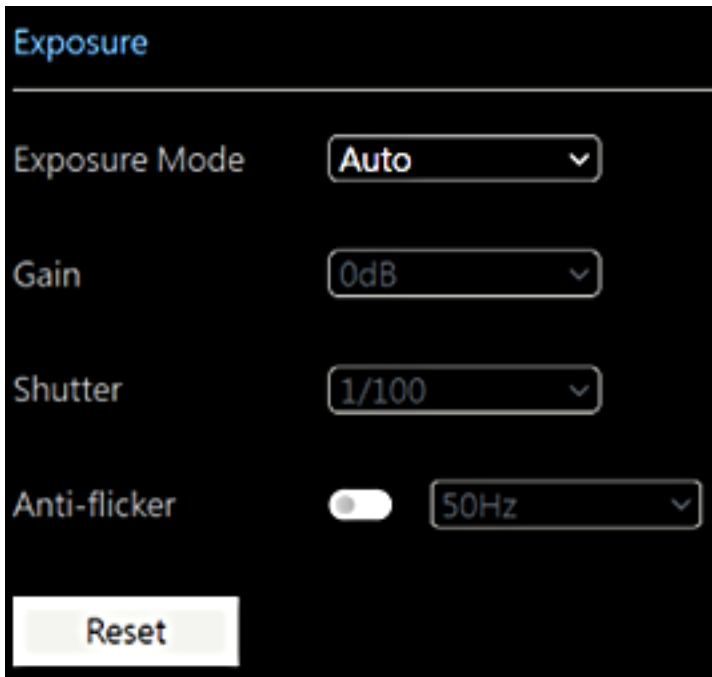 Exposure
Exposure Mode Auto
Gain 0dB
Shutter 1/100
Anti-flicker 50Hz
Reset